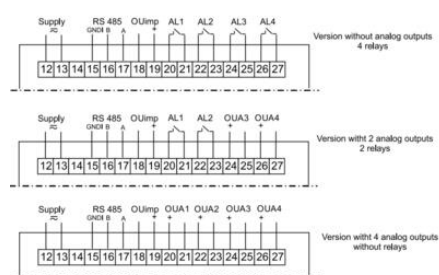 Supply RS 485 OUimp AL1 AL2 AL3 AL4
GNDI B A +
Version without analog outputs
4 relays
12 13 14 15 16 17 18 19 20 21 22 23 24 25 26 27
Supply RS 485 OUimp AL1 AL2 OUA3 OUA4
GNDI B A + + +
Version witht 2 analog outputs
2 relays
12 13 14 15 16 17 18 19 20 21 22 23 24 25 26 27
Supply RS 485 OUimp OUA1 OUA2 OUA3 OUA4
GNDI B A + + + + +
Version witht 4 analog outputs
without relays
12 13 14 15 16 17 18 19 20 21 22 23 24 25 26 27